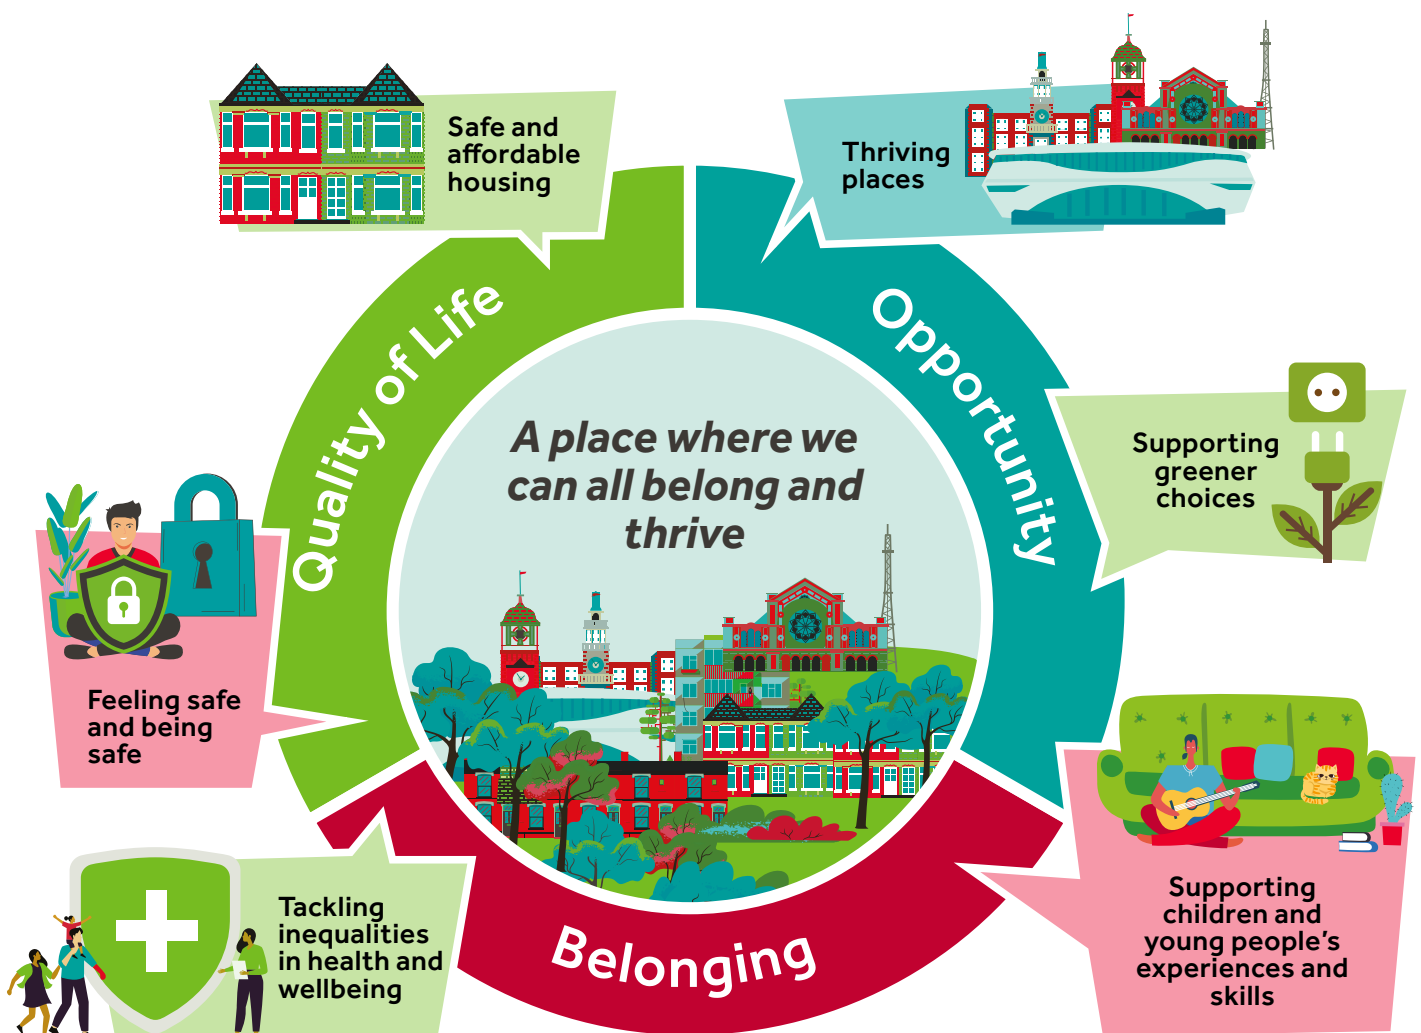 Safe and
affordable
housing
Thriving
places
Quality of Life
Opportunity
A place where we
can all belong and
thrive
Supporting
greener
choices
Feeling safe
and being
safe
Tackling
inequalities
in health and
wellbeing
Belonging
Supporting
children and
young people's
experiences and
skills